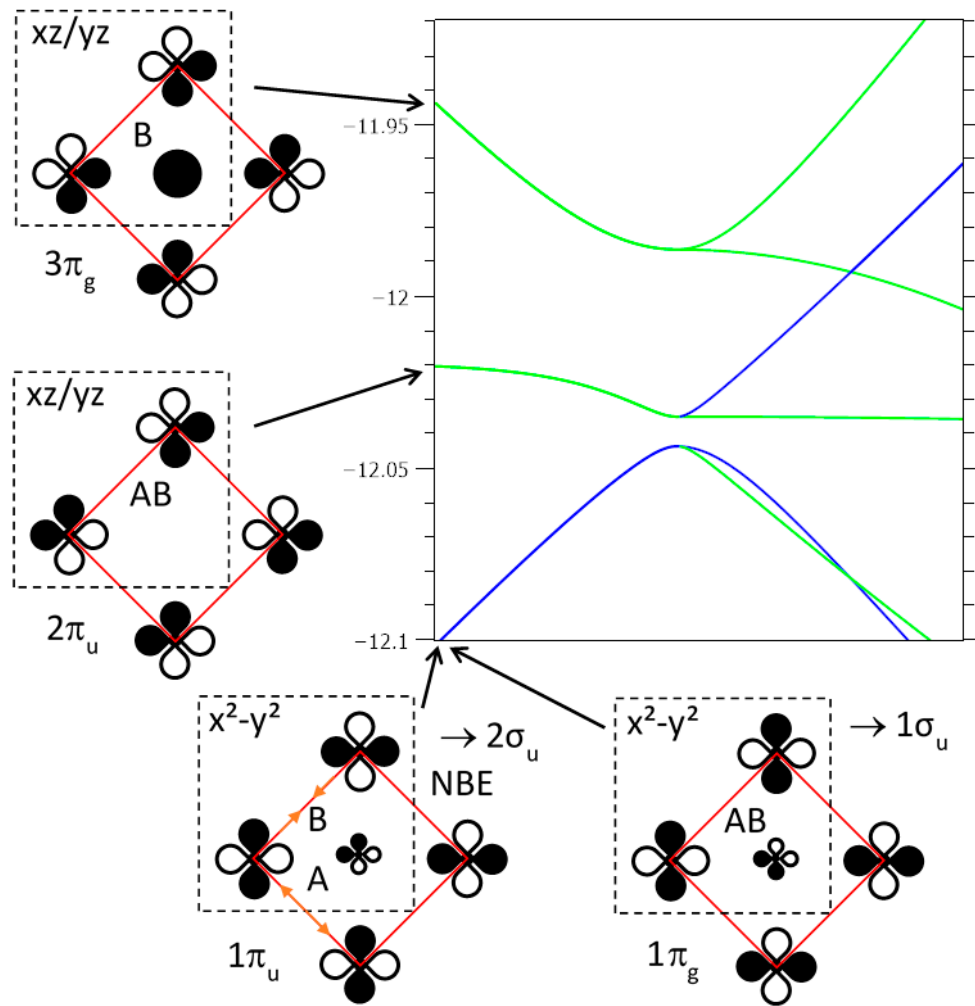 xz/yz
B
3πg
xz/yz
AB
2πu
−11.95
−12
−12.05
−12.1
x²-y²
→ 2σu
NBE
B
A
1πu
x²-y²
→ 1σu
AB
1πg